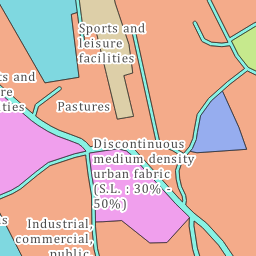 Sports and
leisure
facilities
ts and
re
ities
Pastures
Discontinuous
medium density
urban fabric
(S.L. : 30% -
50%)
Industrial,
commercial,
public
s